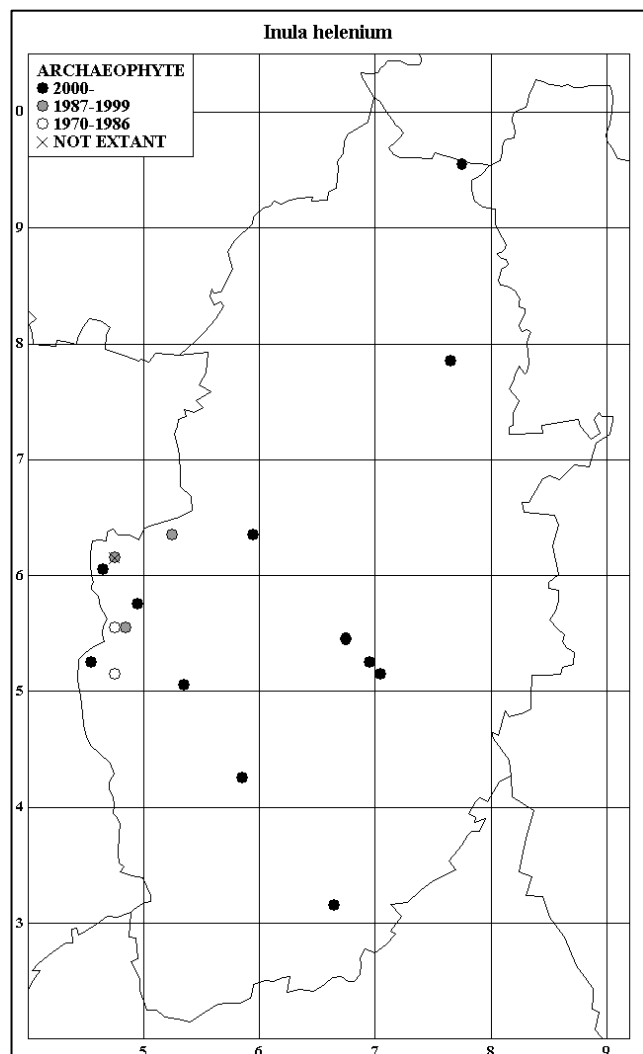 Inula helenium
ARCHAEOPHYTE
2000-
1987-1999
1970-1986
NOT EXTANT
0
9
8
7
6
5
4
3
5 6 7 8 9